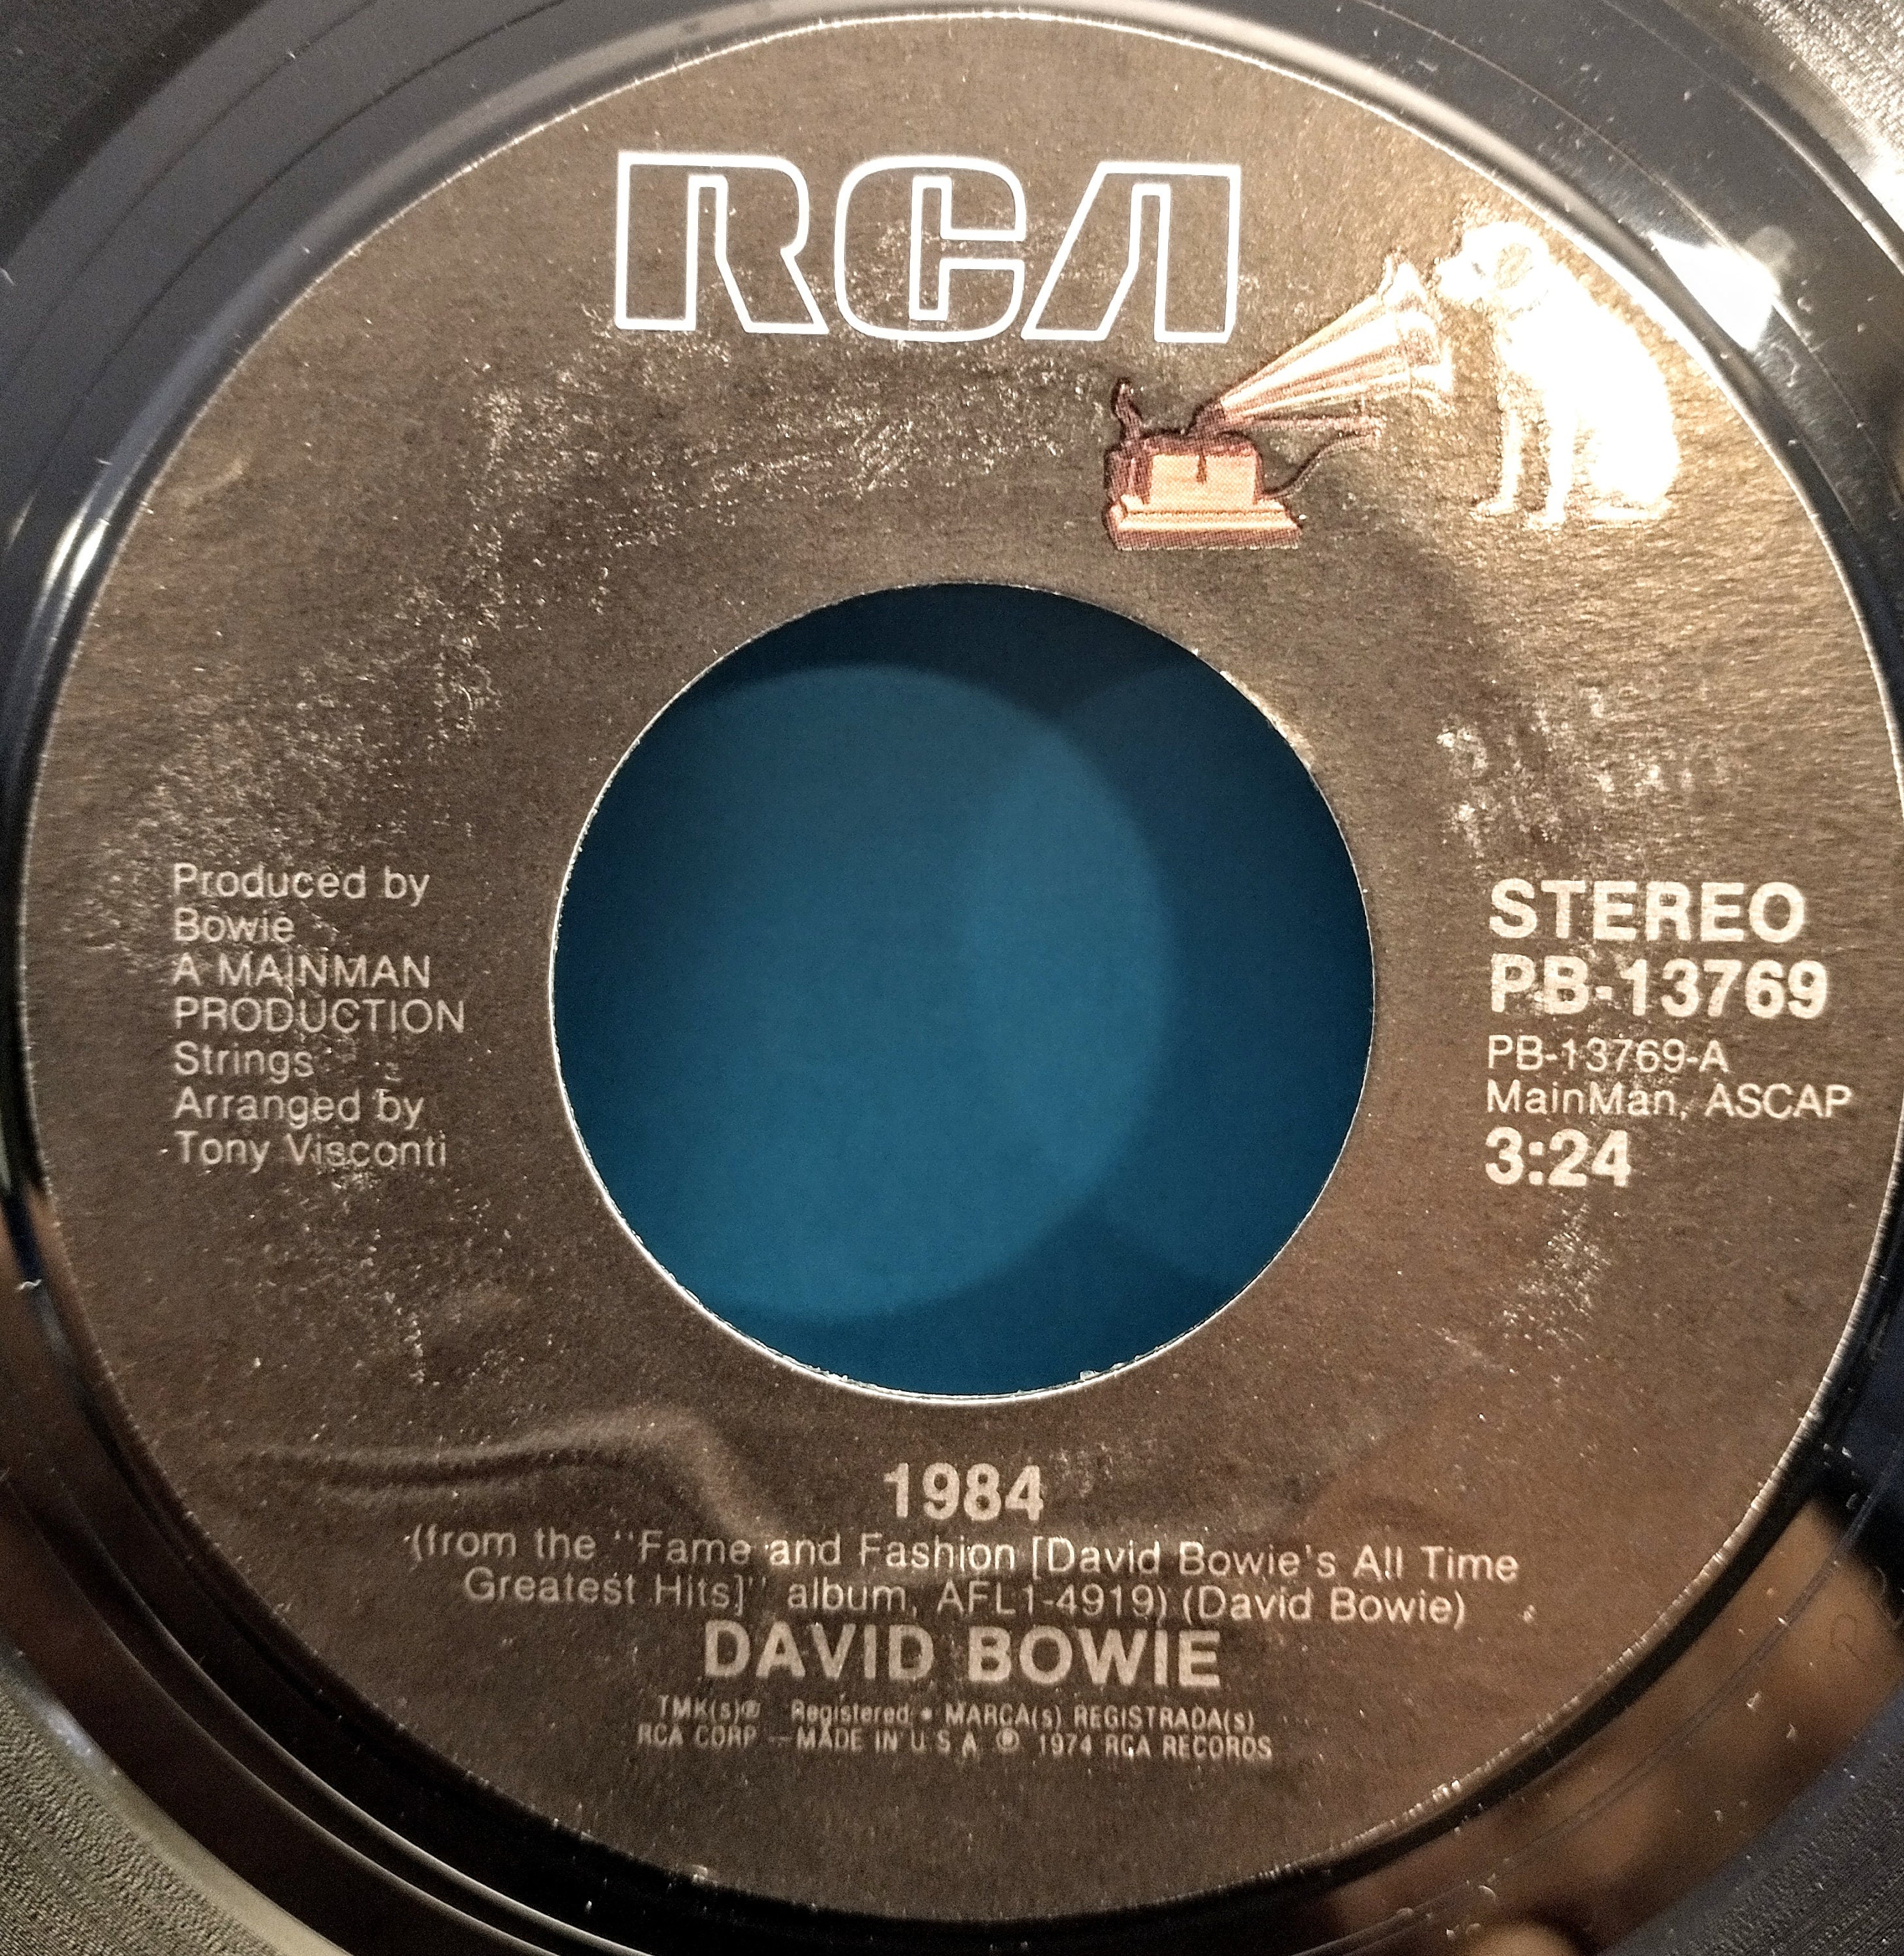 RCA
Produced by
Bowie
A MAINMAN
PRODUCTION
Strings
Arranged by
Tony Visconti
STEREO
PB-13769
PB-13769-A
MainMan, ASCAP
3:24
1984
(from the "Fame and Fashion [David Bowie's All Time
Greatest Hits]" album, AFL1-4919) (David Bowie)
DAVID BOWIE
TMK(s)® Registered • MARCA(s) REGISTRADA(s)
RCA CORP — MADE IN U.S.A. ℗ 1974 RCA RECORDS